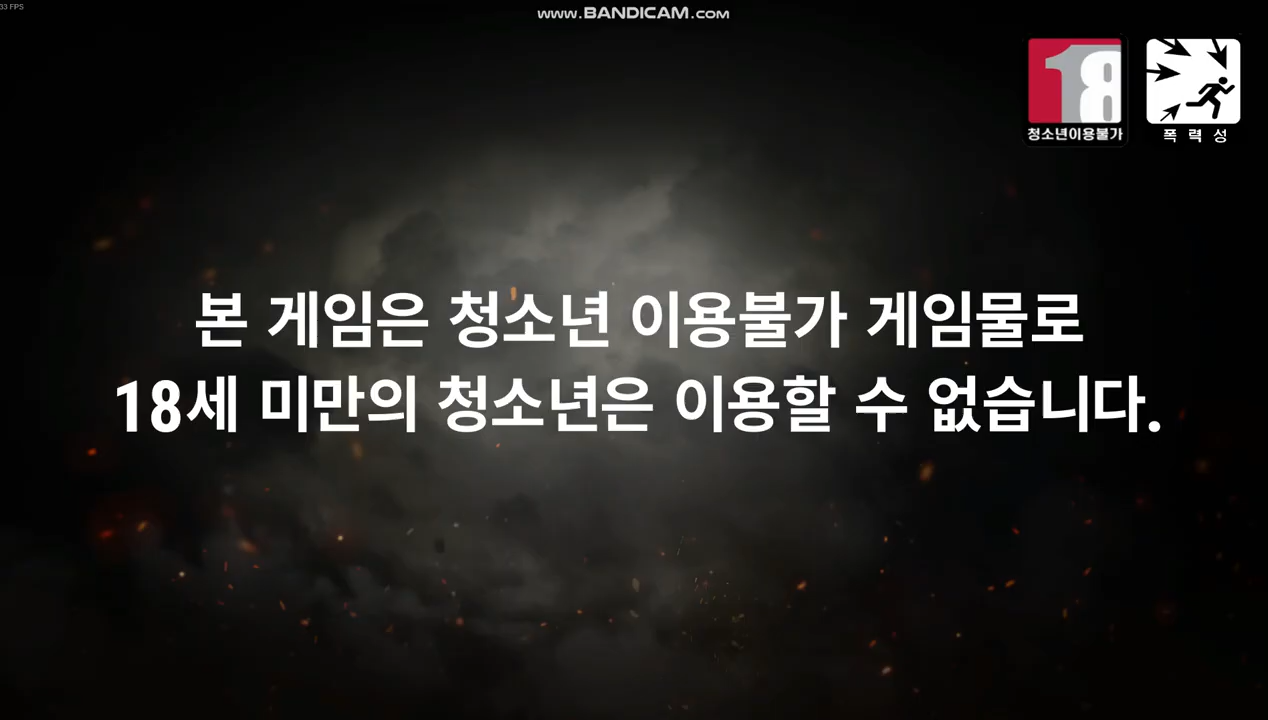 33 FPS
WWW.BANDICAM.COM
18
청소년이용불가
폭력성
본 게임은 청소년 이용불가 게임물로
18세 미만의 청소년은 이용할 수 없습니다.